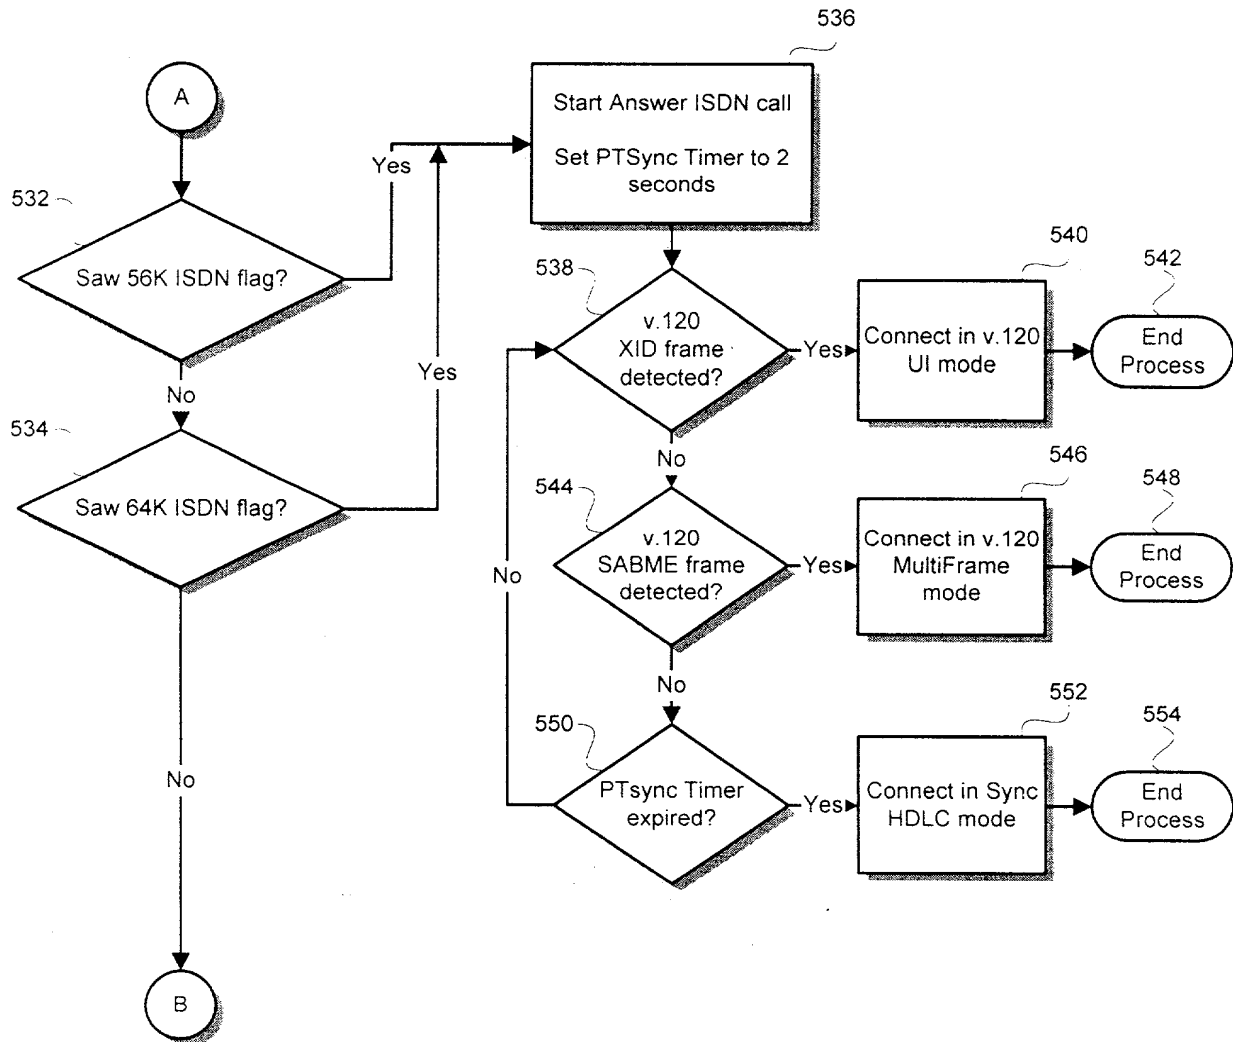 536
A
Start Answer ISDN call
Set PTSync Timer to 2
seconds
Yes
532
Saw 56K ISDN flag?
540
542
538
v.120
XID frame
detected?
Yes
Connect in v.120
UI mode
End
Process
Yes
No
534
Saw 64K ISDN flag?
No
546
548
544
v.120
SABME frame
detected?
Yes
Connect in v.120
MultiFrame
mode
End
Process
No
No
552
554
550
PTsync Timer
expired?
Yes
Connect in Sync
HDLC mode
End
Process
No
B